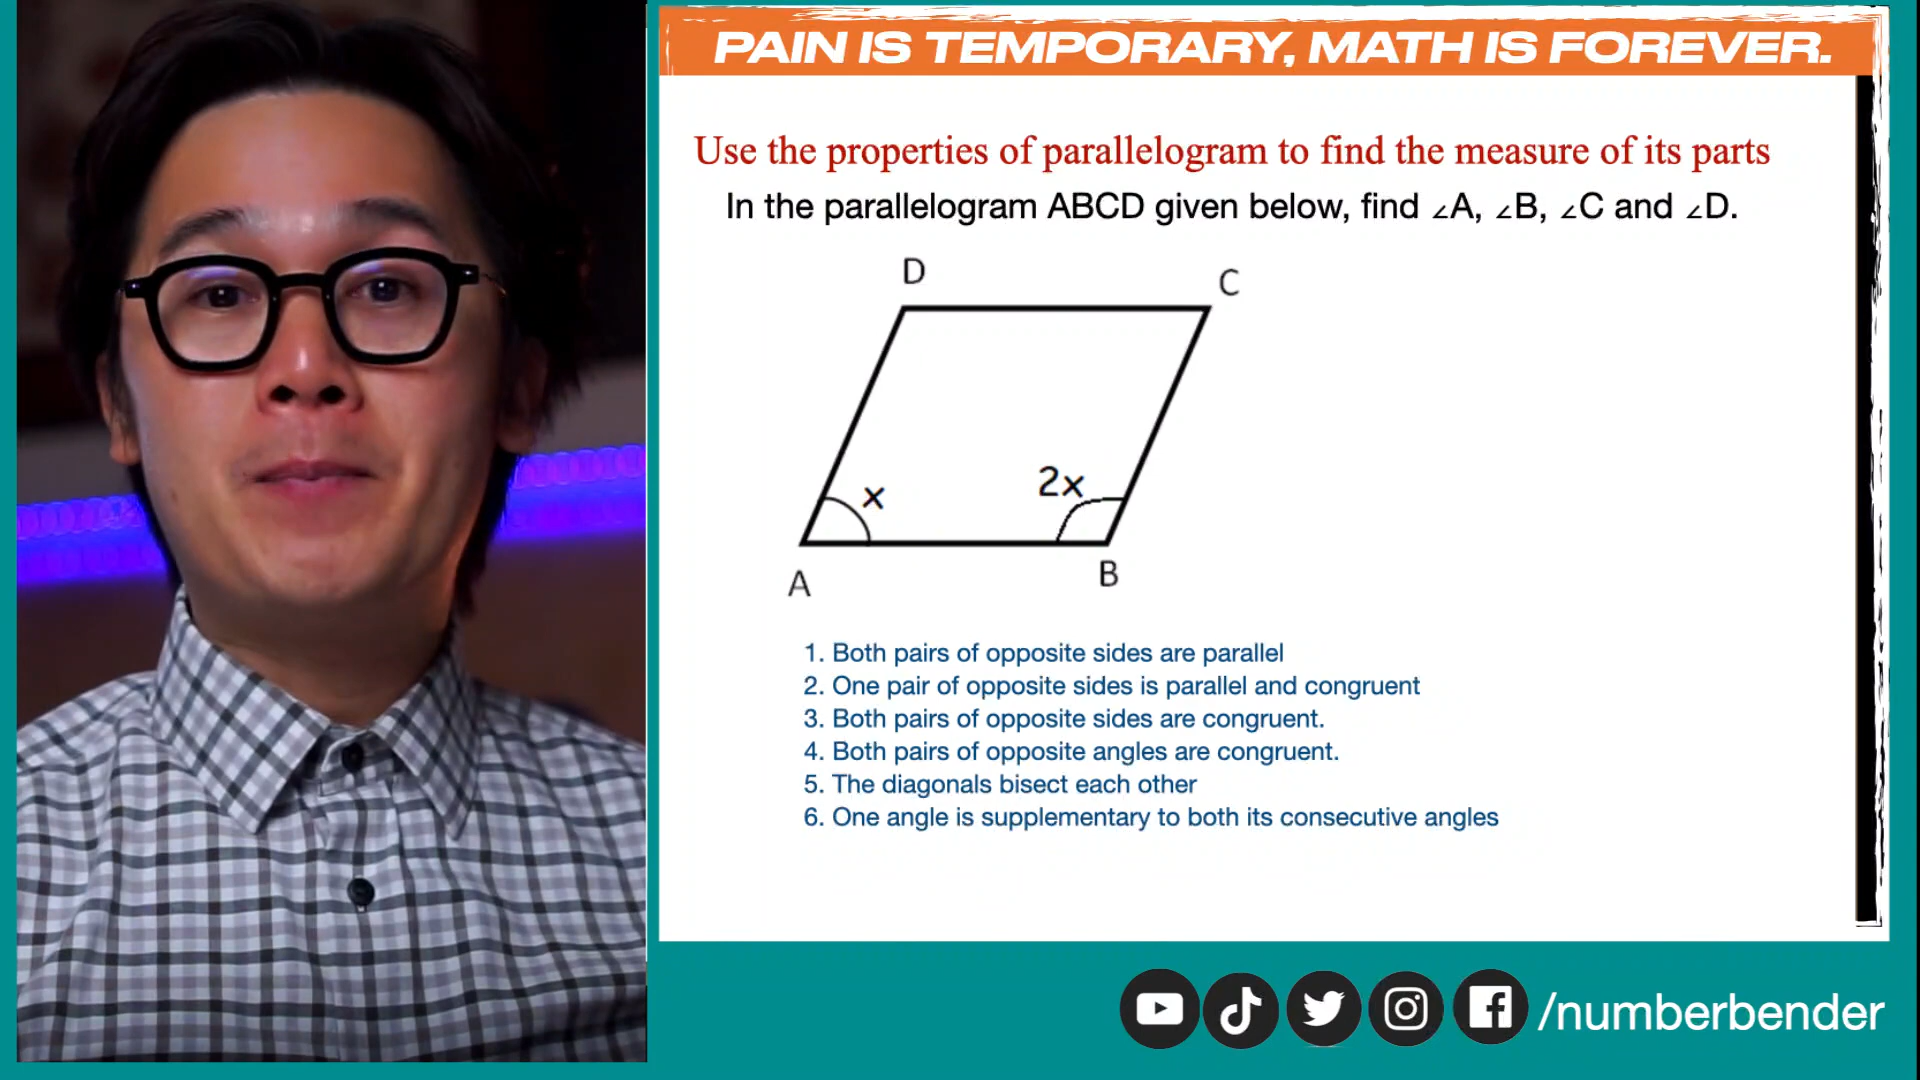 PAIN IS TEMPORARY, MATH IS FOREVER.
Use the properties of parallelogram to find the measure of its parts
In the parallelogram ABCD given below, find ∠A, ∠B, ∠C and ∠D.
D
C
x
2x
A
B
1. Both pairs of opposite sides are parallel
2. One pair of opposite sides is parallel and congruent
3. Both pairs of opposite sides are congruent.
4. Both pairs of opposite angles are congruent.
5. The diagonals bisect each other
6. One angle is supplementary to both its consecutive angles
/numberbender